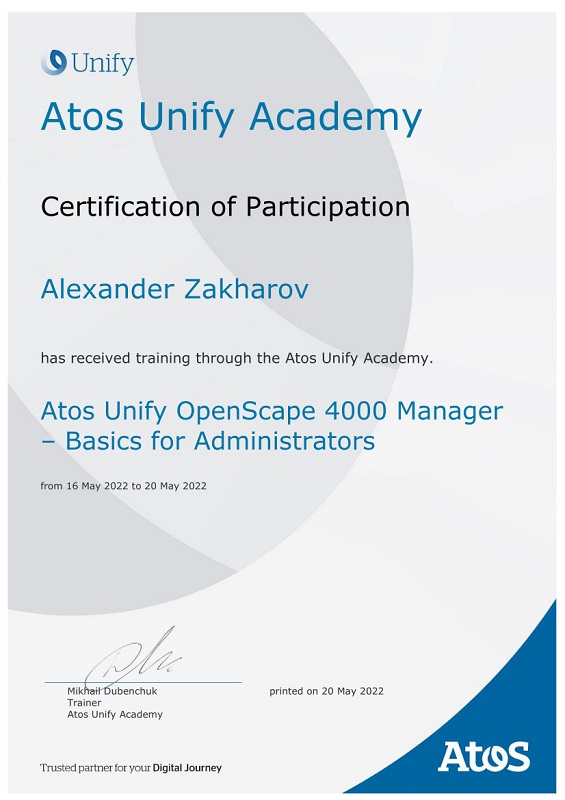 Unify
Atos Unify Academy
Certification of Participation
Alexander Zakharov
has received training through the Atos Unify Academy.
Atos Unify OpenScape 4000 Manager
– Basics for Administrators
from 16 May 2022 to 20 May 2022
Mikhail Dubenchuk
Trainer
Atos Unify Academy
printed on 20 May 2022
Trusted partner for your Digital Journey
Atos